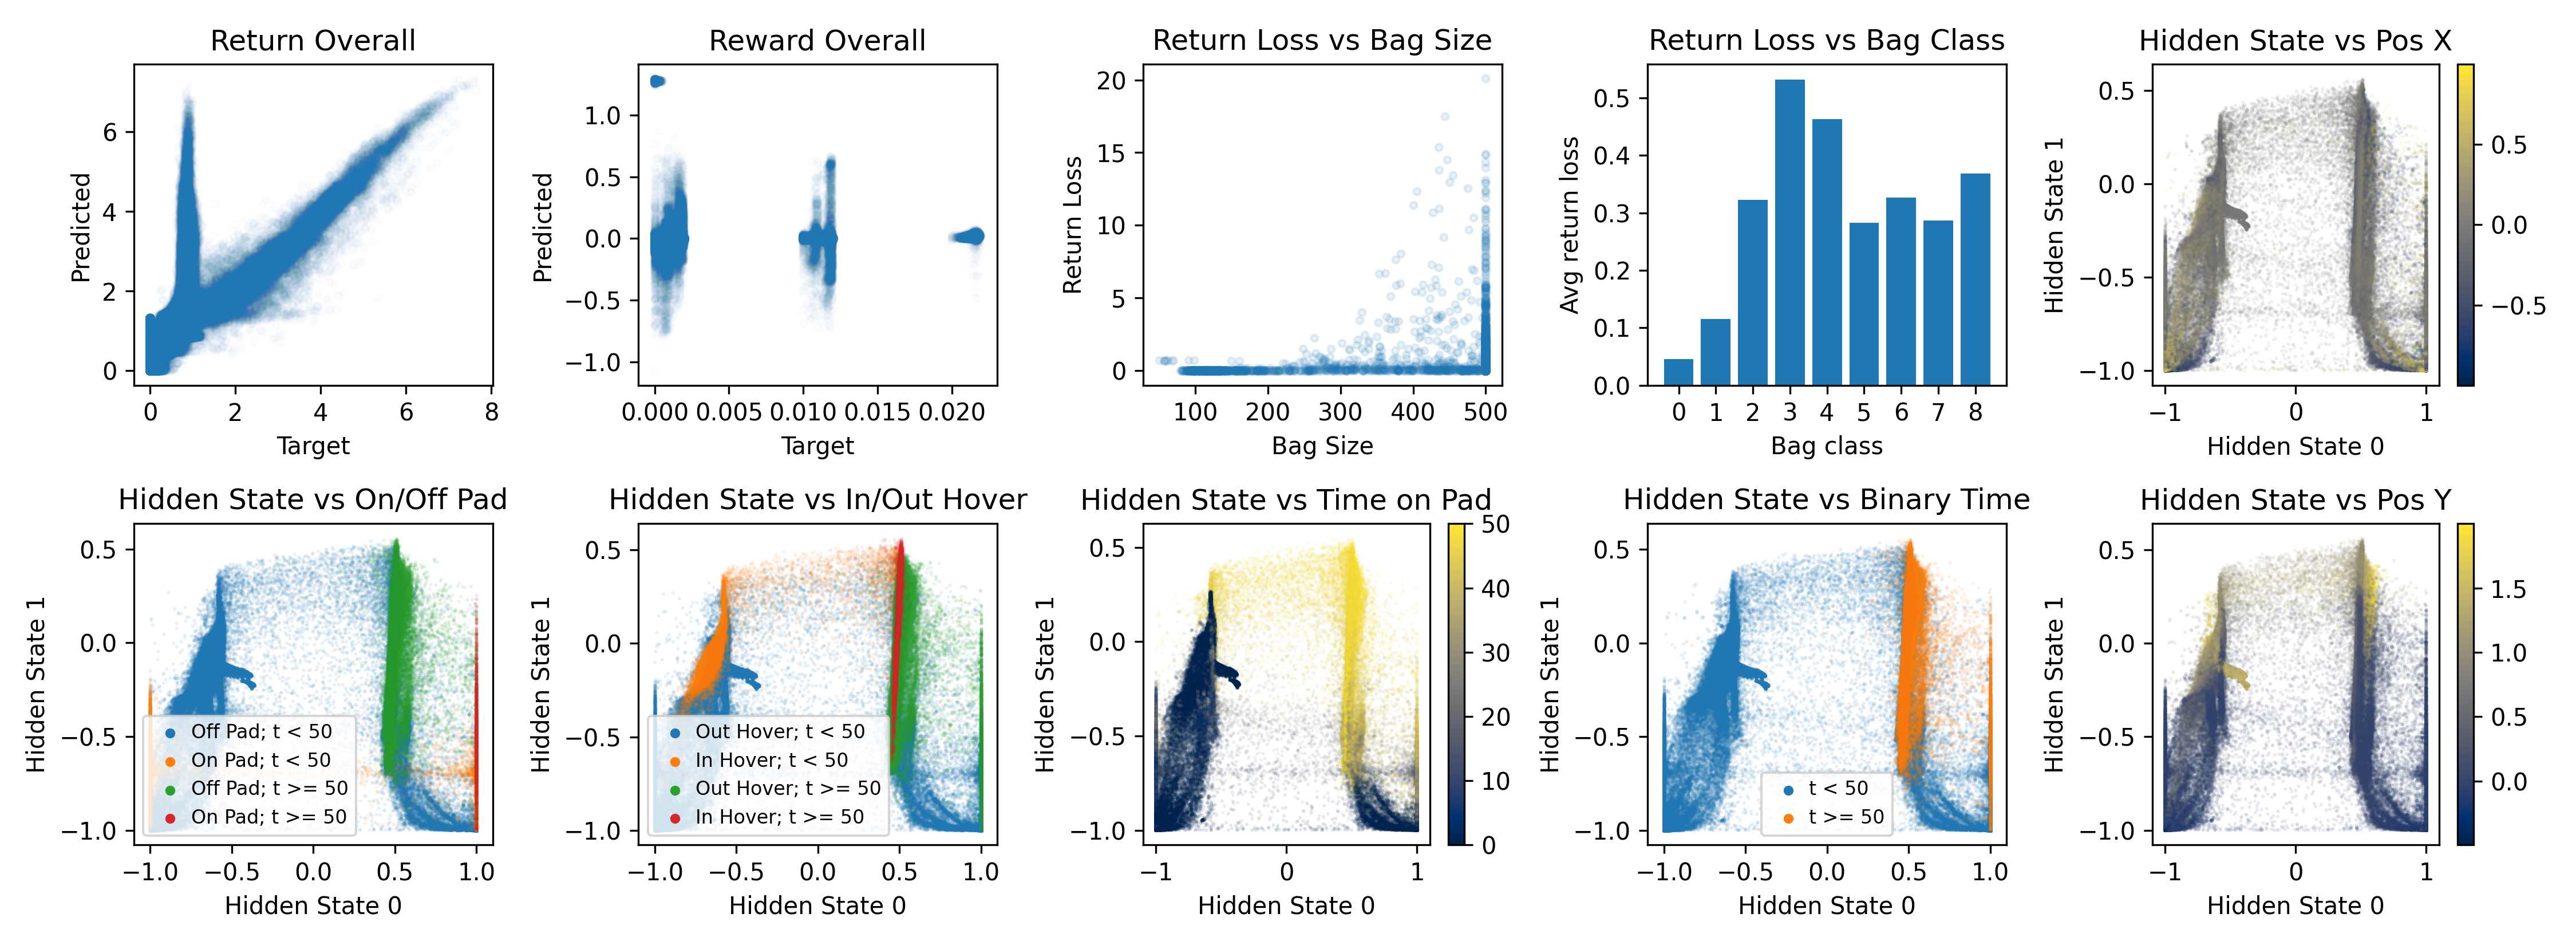 Return Overall
Predicted
6
4
2
0
0 2 4 6 8
Target
Reward Overall
Predicted
1.0
0.5
0.0
−0.5
−1.0
0.000 0.005 0.010 0.015 0.020
Target
Return Loss vs Bag Size
Return Loss
20
15
10
5
0
100 200 300 400 500
Bag Size
Return Loss vs Bag Class
Avg return loss
0.5
0.4
0.3
0.2
0.1
0.0
0 1 2 3 4 5 6 7 8
Bag class
Hidden State vs Pos X
Hidden State 1
0.5
0.0
−0.5
−1.0
−1 0 1
Hidden State 0
0.5
0.0
−0.5
Hidden State vs On/Off Pad
Hidden State 1
0.5
0.0
−0.5
−1.0
Off Pad; t < 50
On Pad; t < 50
Off Pad; t >= 50
On Pad; t >= 50
−1.0 −0.5 0.0 0.5 1.0
Hidden State 0
Hidden State vs In/Out Hover
Hidden State 1
0.5
0.0
−0.5
−1.0
Out Hover; t < 50
In Hover; t < 50
Out Hover; t >= 50
In Hover; t >= 50
−1.0 −0.5 0.0 0.5 1.0
Hidden State 0
Hidden State vs Time on Pad
Hidden State 1
0.5
0.0
−0.5
−1.0
−1 0 1
Hidden State 0
50
40
30
20
10
0
Hidden State vs Binary Time
Hidden State 1
0.5
0.0
−0.5
−1.0
t < 50
t >= 50
−1.0 −0.5 0.0 0.5 1.0
Hidden State 0
Hidden State vs Pos Y
Hidden State 1
0.5
0.0
−0.5
−1.0
−1 0 1
Hidden State 0
1.5
1.0
0.5
0.0